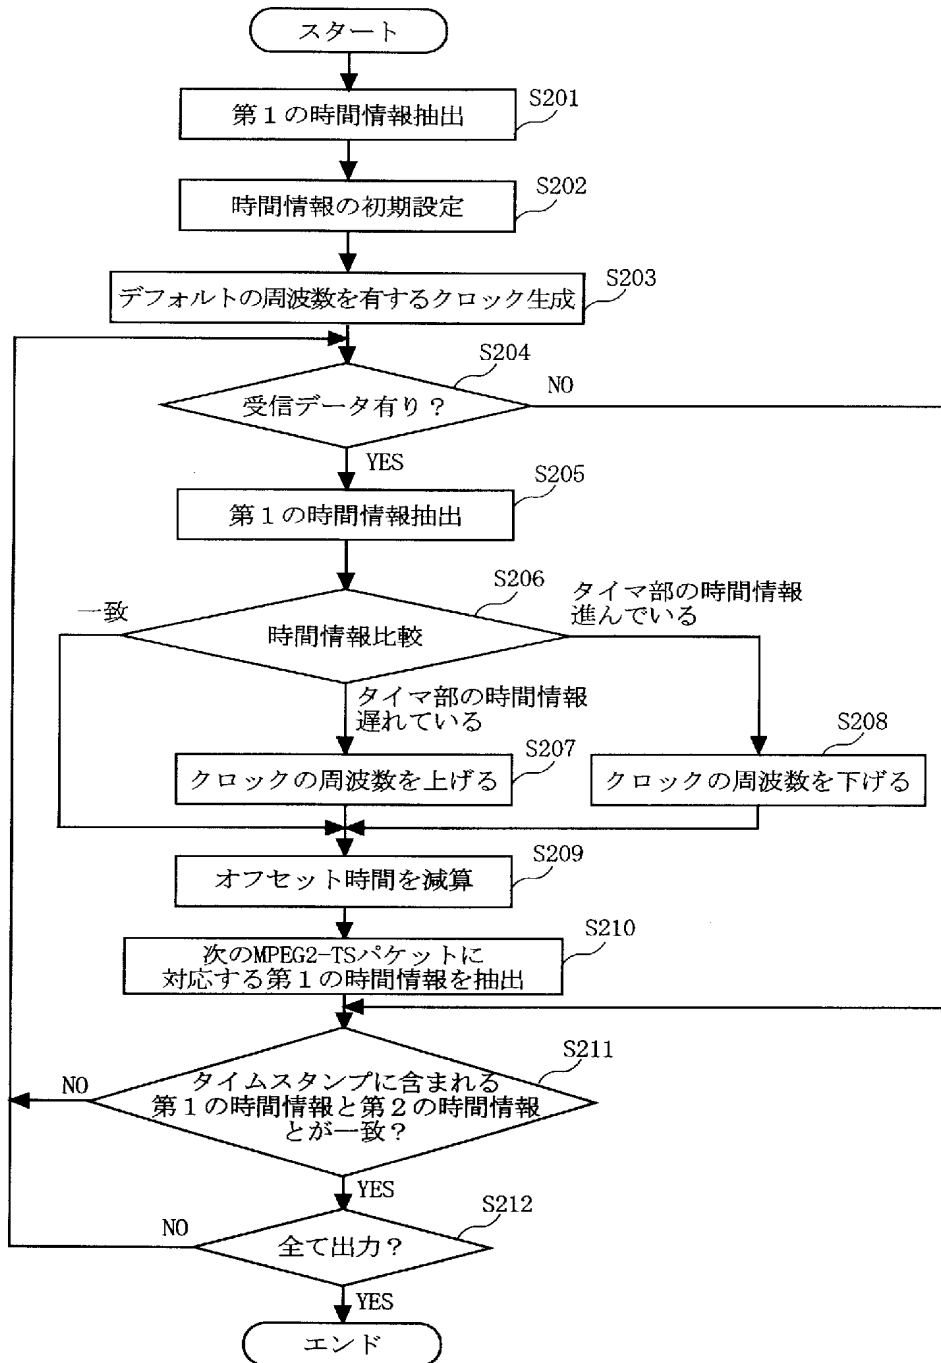 スタート
第1の時間情報抽出
S201
時間情報の初期設定
S202
デフォルトの周波数を有するクロック生成
S203
受信データ有り?
S204
NO
YES
第1の時間情報抽出
S205
時間情報比較
S206
一致
タイマ部の時間情報
進んでいる
タイマ部の時間情報
遅れている
クロックの周波数を上げる
S207
クロックの周波数を下げる
S208
オフセット時間を減算
S209
次のMPEG2-TSパケットに
対応する第1の時間情報を抽出
S210
タイムスタンプに含まれる
第1の時間情報と第2の時間情報
とが一致?
S211
NO
YES
全て出力?
S212
NO
YES
エンド